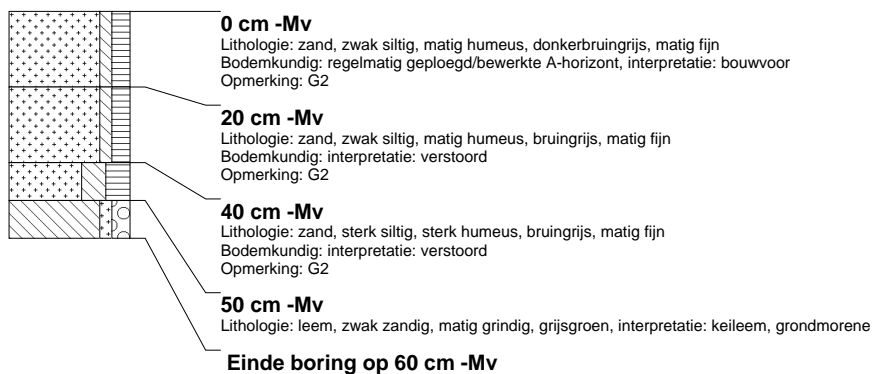 0 cm -Mv
Lithologie: zand, zwak siltig, matig humeus, donkerbruingrijs, matig fijn
Bodemkundig: regelmatig geploegd/bewerkte A-horizont, interpretatie: bouwvoor
Opmerking: G2
20 cm -Mv
Lithologie: zand, zwak siltig, matig humeus, bruingrijs, matig fijn
Bodemkundig: interpretatie: verstoord
Opmerking: G2
40 cm -Mv
Lithologie: zand, sterk siltig, sterk humeus, bruingrijs, matig fijn
Bodemkundig: interpretatie: verstoord
Opmerking: G2
50 cm -Mv
Lithologie: leem, zwak zandig, matig grindig, grijsgroen, interpretatie: keileem, grondmorene
Einde boring op 60 cm -Mv